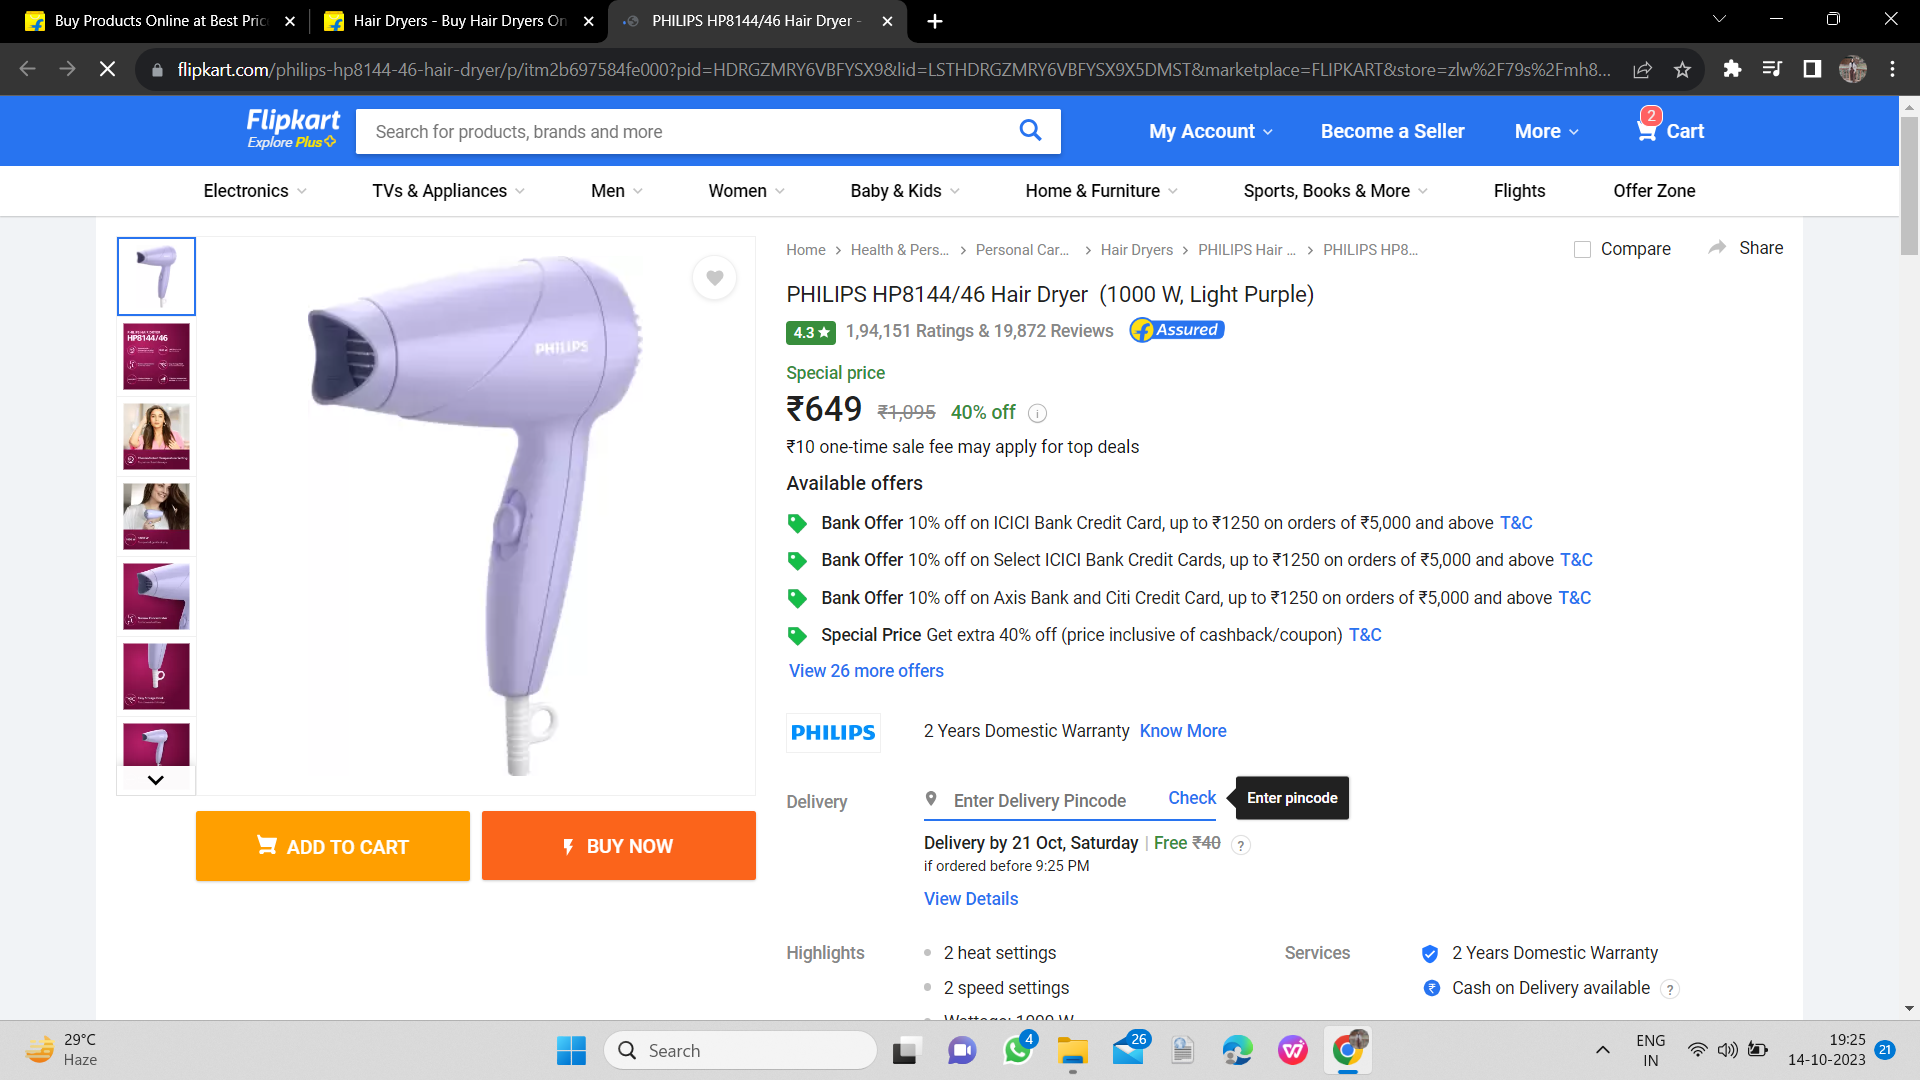 Buy Products Online at Best Pric
Hair Dryers - Buy Hair Dryers On
PHILIPS HP8144/46 Hair Dryer -
flipkart.com/philips-hp8144-46-hair-dryer/p/itm2b697584fe000?pid=HDRGZMRY6VBFYSX9&lid=LSTHDRGZMRY6VBFYSX9X5DMST&marketplace=FLIPKART&store=zlw%2F79s%2Fmh8...
Flipkart
Explore Plus
Search for products, brands and more
My Account
Become a Seller
More
2
Cart
Electronics
TVs & Appliances
Men
Women
Baby & Kids
Home & Furniture
Sports, Books & More
Flights
Offer Zone
HP8144/46
PHILIPS
Home
Health & Pers...
Personal Car...
Hair Dryers
PHILIPS Hair ...
PHILIPS HP8...
Compare
Share
PHILIPS HP8144/46 Hair Dryer (1000 W, Light Purple)
4.3 ★ 1,94,151 Ratings & 19,872 Reviews
Assured
Special price
₹649 ₹1,095 40% off
₹10 one-time sale fee may apply for top deals
Available offers
Bank Offer 10% off on ICICI Bank Credit Card, up to ₹1250 on orders of ₹5,000 and above T&C
Bank Offer 10% off on Select ICICI Bank Credit Cards, up to ₹1250 on orders of ₹5,000 and above T&C
Bank Offer 10% off on Axis Bank and Citi Credit Card, up to ₹1250 on orders of ₹5,000 and above T&C
Special Price Get extra 40% off (price inclusive of cashback/coupon) T&C
View 26 more offers
PHILIPS
2 Years Domestic Warranty Know More
Delivery
Enter Delivery Pincode
Check
Enter pincode
Delivery by 21 Oct, Saturday | Free ₹40 ?
if ordered before 9:25 PM
View Details
ADD TO CART
BUY NOW
Highlights
2 heat settings
2 speed settings
Wattage: 1000 W
Services
2 Years Domestic Warranty
₹ Cash on Delivery available ?
29°C
Haze
Search
4
26
ENG
IN
19:25
14-10-2023
21